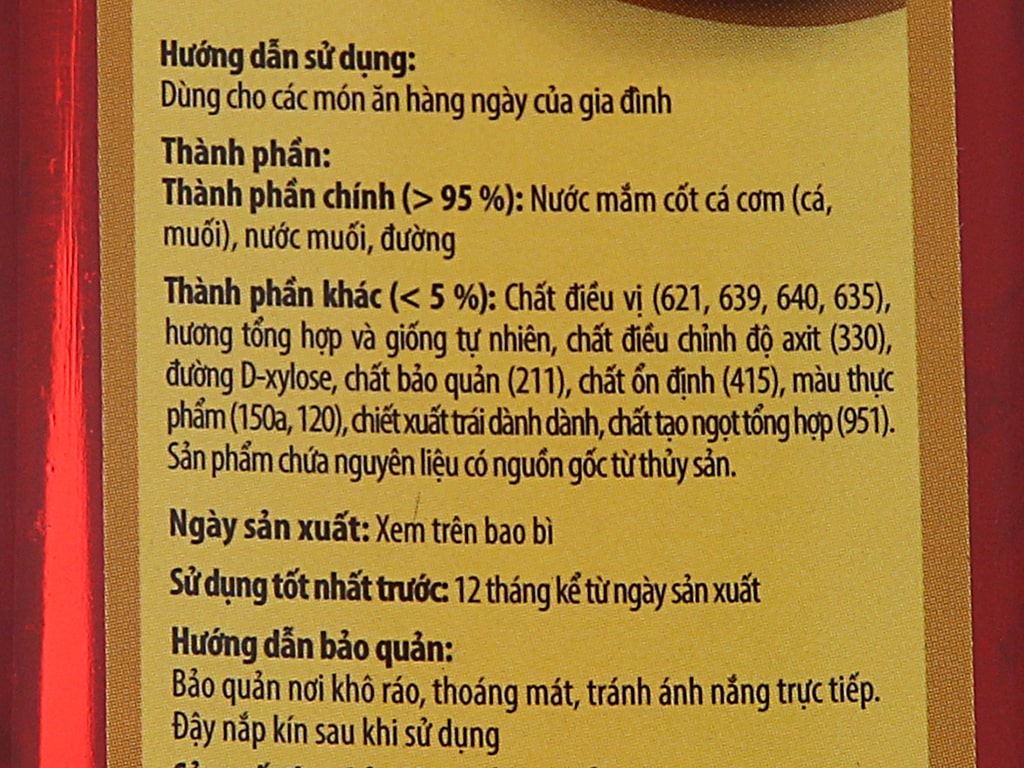 Hướng dẫn sử dụng:
Dùng cho các món ăn hàng ngày của gia đình
Thành phần:
Thành phần chính (> 95 %): Nước mắm cốt cá cơm (cá,
muối), nước muối, đường
Thành phần khác (< 5 %): Chất điều vị (621, 639, 640, 635),
hương tổng hợp và giống tự nhiên, chất điều chỉnh độ axit (330),
đường D-xylose, chất bảo quản (211), chất ổn định (415), màu thực
phẩm (150a, 120), chiết xuất trái dành dành, chất tạo ngọt tổng hợp (951).
Sản phẩm chứa nguyên liệu có nguồn gốc từ thủy sản.
Ngày sản xuất: Xem trên bao bì
Sử dụng tốt nhất trước: 12 tháng kể từ ngày sản xuất
Hướng dẫn bảo quản:
Bảo quản nơi khô ráo, thoáng mát, tránh ánh nắng trực tiếp.
Đậy nắp kín sau khi sử dụng